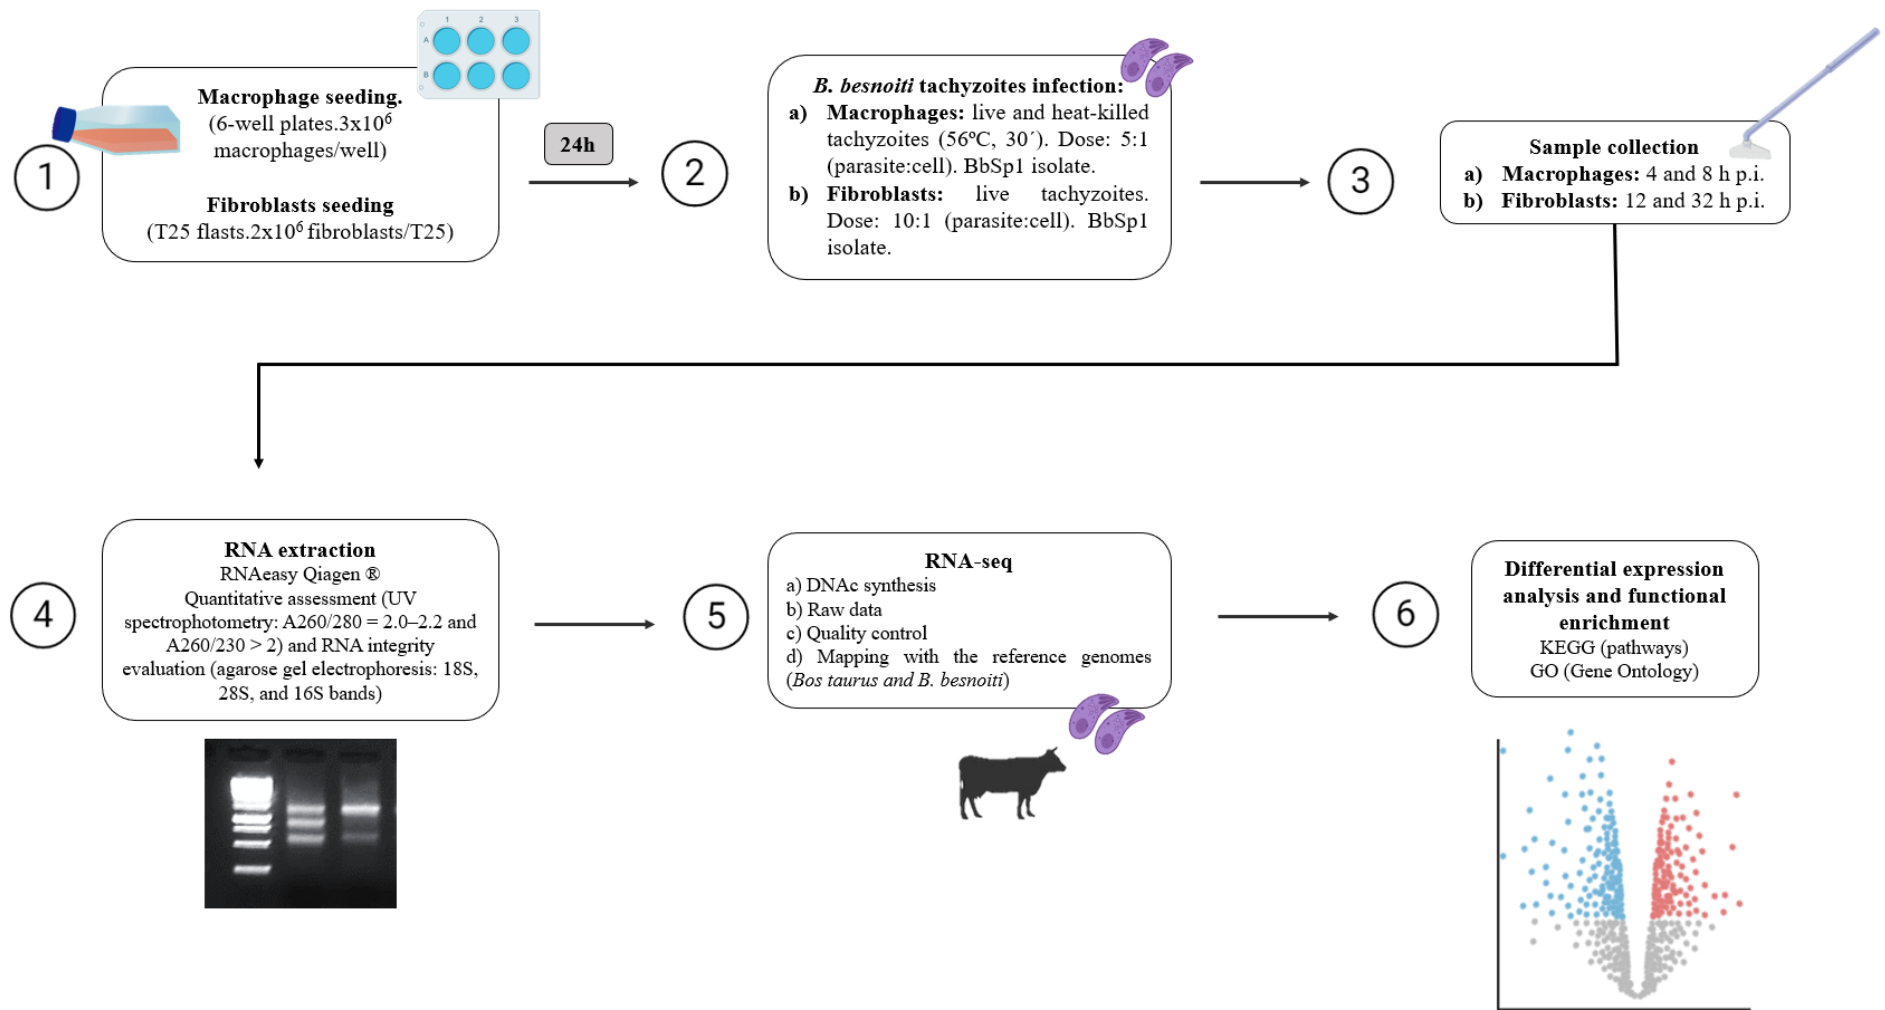 1 2 3
A
B
Macrophage seeding.
(6-well plates.3x10⁶
macrophages/well)
Fibroblasts seeding
(T25 flasts.2x10⁶ fibroblasts/T25)
1
24h
2
B. besnoiti tachyzoites infection:
a) Macrophages: live and heat-killed
tachyzoites (56ºC, 30´). Dose: 5:1
(parasite:cell). BbSp1 isolate.
b) Fibroblasts: live tachyzoites.
Dose: 10:1 (parasite:cell). BbSp1
isolate.
3
Sample collection
a) Macrophages: 4 and 8 h p.i.
b) Fibroblasts: 12 and 32 h p.i.
4
RNA extraction
RNAeasy Qiagen ®
Quantitative assessment (UV
spectrophotometry: A260/280 = 2.0–2.2 and
A260/230 > 2) and RNA integrity
evaluation (agarose gel electrophoresis: 18S,
28S, and 16S bands)
5
RNA-seq
a) DNAc synthesis
b) Raw data
c) Quality control
d) Mapping with the reference genomes
(Bos taurus and B. besnoiti)
6
Differential expression
analysis and functional
enrichment
KEGG (pathways)
GO (Gene Ontology)